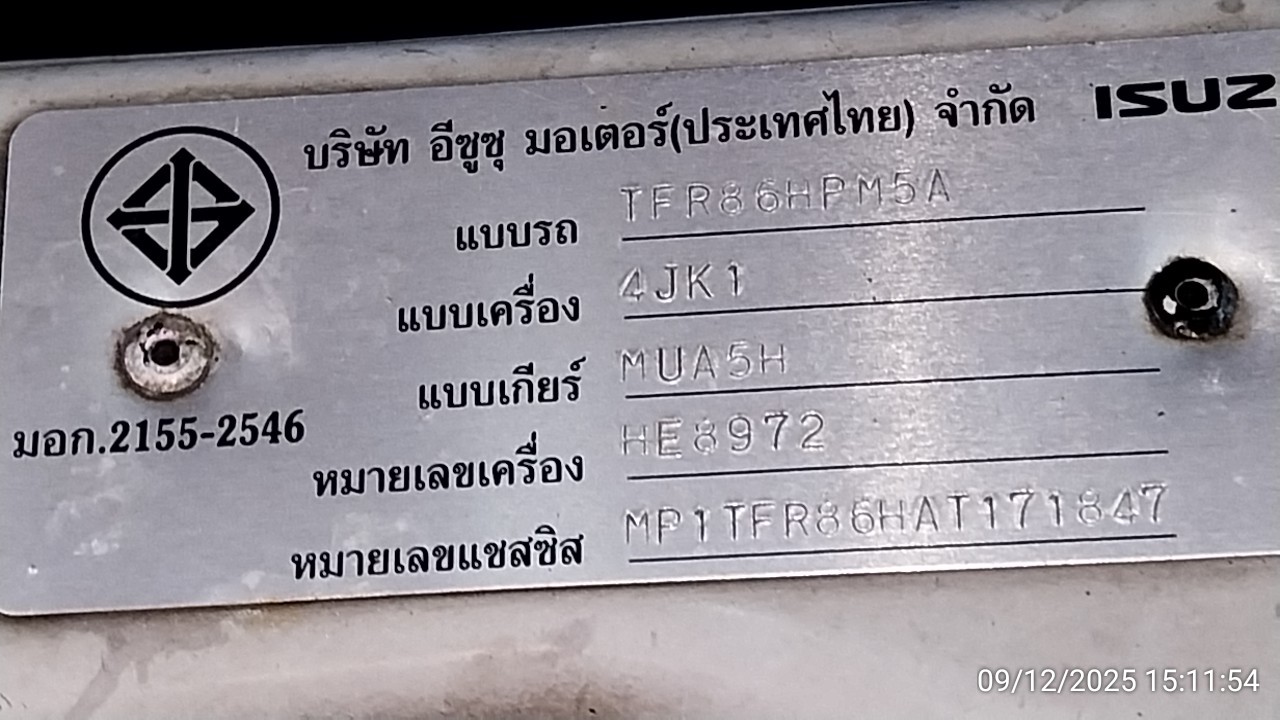 บริษัท อีซูซุ มอเตอร์(ประเทศไทย) จำกัด ISUZ
แบบรถ TFR86HPM5A
แบบเครื่อง 4JK1
แบบเกียร์ MUA5H
มอก.2155-2546
หมายเลขเครื่อง HE8972
หมายเลขแชสซิส MP1TFR86HAT171847
09/12/2025 15:11:54